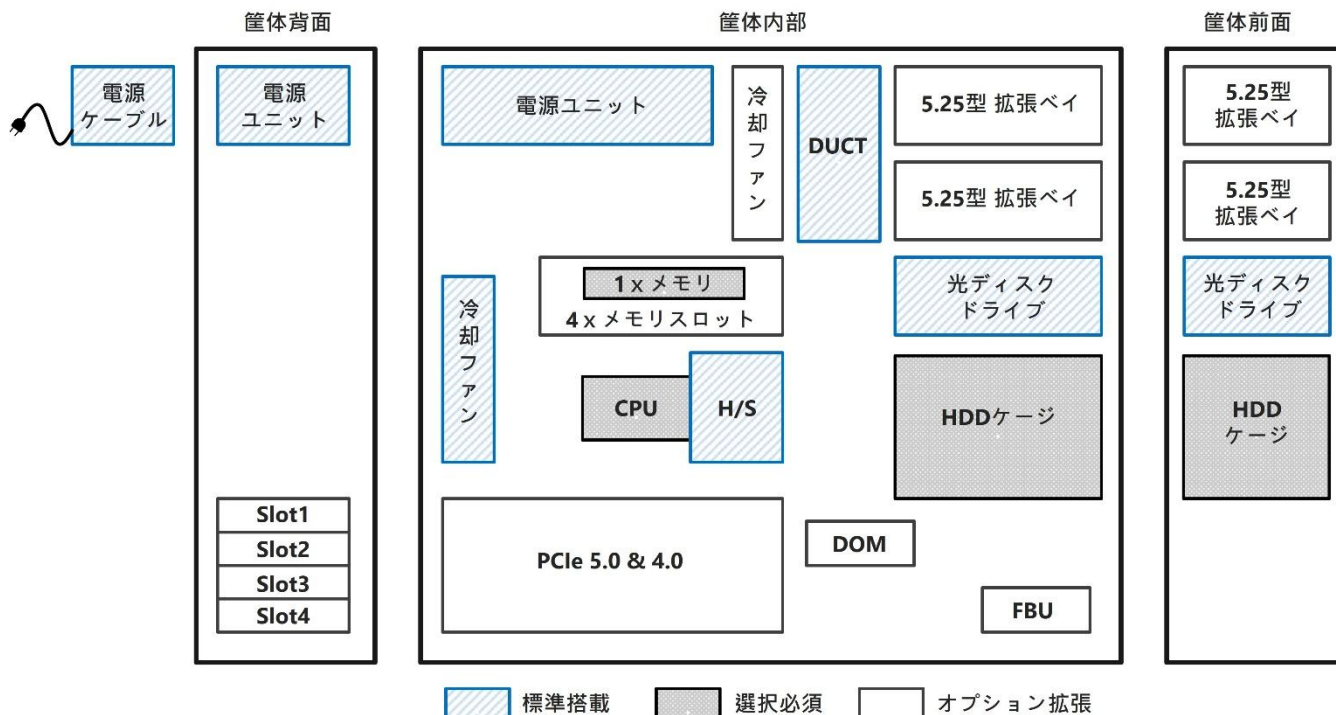 筐体背面
筐体内部
筐体前面
電源
ケーブル
電源
ユニット
Slot1
Slot2
Slot3
Slot4
電源ユニット
冷却ファン
DUCT
5.25型 拡張ベイ
5.25型 拡張ベイ
1 x メモリ
4 x メモリスロット
光ディスク
ドライブ
冷却ファン
CPU
H/S
HDDケージ
PCIe 5.0 & 4.0
DOM
FBU
5.25型
拡張ベイ
5.25型
拡張ベイ
光ディスク
ドライブ
HDD
ケージ
標準搭載
選択必須
オプション拡張